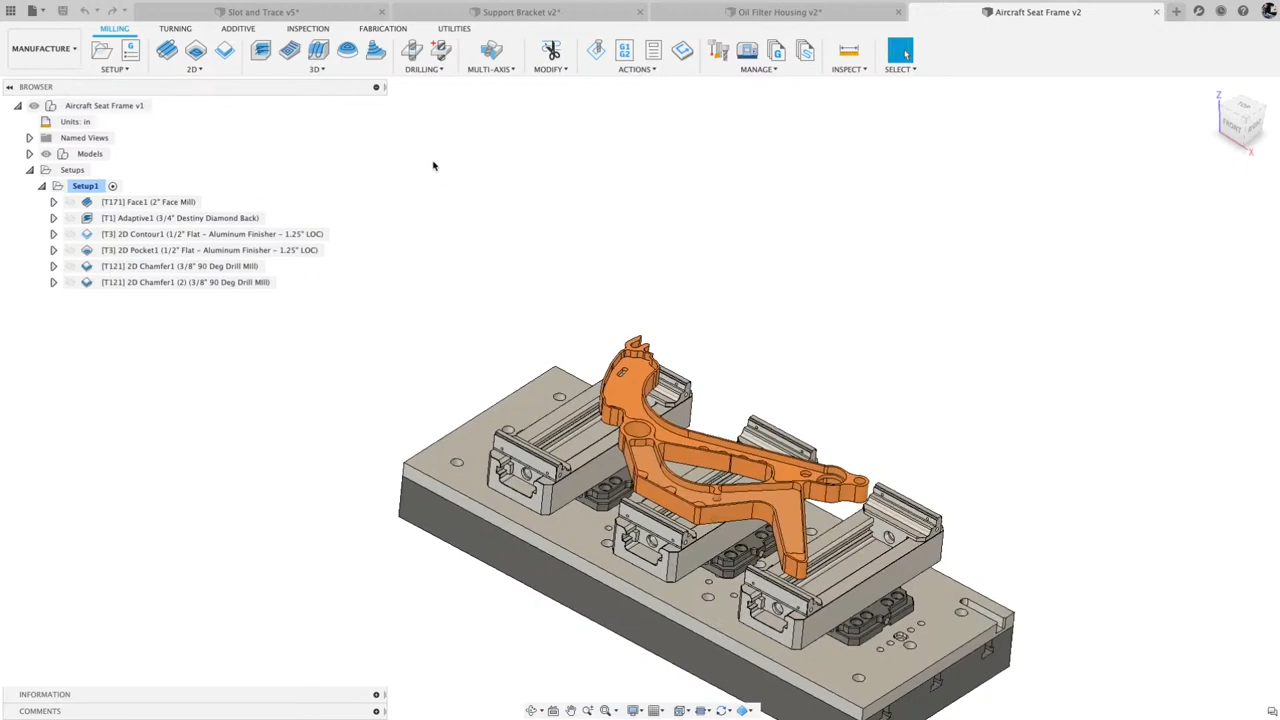 Slot and Trace v5*
Support Bracket v2*
Oil Filter Housing v2*
Aircraft Seat Frame v2
MILLING
TURNING
ADDITIVE
INSPECTION
FABRICATION
UTILITIES
MANUFACTURE
G1
G2
SETUP
2D
3D
DRILLING
MULTI-AXIS
MODIFY
ACTIONS
MANAGE
INSPECT
SELECT
BROWSER
Aircraft Seat Frame v1
Units: in
Named Views
Models
Setups
Setup1
[T171] Face1 (2" Face Mill)
[T1] Adaptive1 (3/4" Destiny Diamond Back)
[T3] 2D Contour1 (1/2" Flat - Aluminum Finisher - 1.25" LOC)
[T3] 2D Pocket1 (1/2" Flat - Aluminum Finisher - 1.25" LOC)
[T121] 2D Chamfer1 (3/8" 90 Deg Drill Mill)
[T121] 2D Chamfer1 (2) (3/8" 90 Deg Drill Mill)
Z
TOP
FRONT
RIGHT
X
INFORMATION
COMMENTS